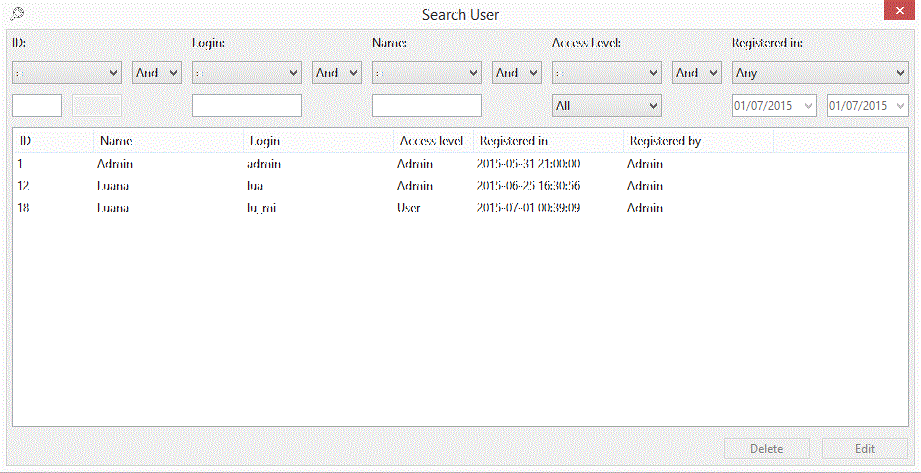 Search User
ID: Login: Name: Access Level: Registered in:
And And And And Any
All 01/07/2015 01/07/2015
ID Name Login Access level Registered in Registered by
1 Admin admin Admin 2015-05-31 21:00:00 Admin
12 Luana lua Admin 2015-06-25 16:30:56 Admin
18 Luana lu_rai User 2015-07-01 00:39:09 Admin
Delete Edit